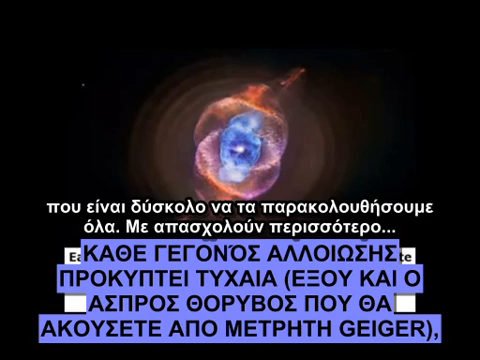 που είναι δύσκολο να τα παρακολουθήσουμε
όλα. Με απασχολούν περισσότερο...
ΚΑΘΕ ΓΕΓΟΝΌΣ ΑΛΛΟΙΩΣΗΣ
ΠΡΟΚΥΠΤΕΙ ΤΥΧΑΙΑ (ΕΞΟΥ ΚΑΙ Ο
ΑΣΠΡΟΣ ΘΟΡΥΒΟΣ ΠΟΥ ΘΑ
ΑΚΟΥΣΕΤΕ ΑΠΟ ΜΕΤΡΗΤΗ GEIGER),